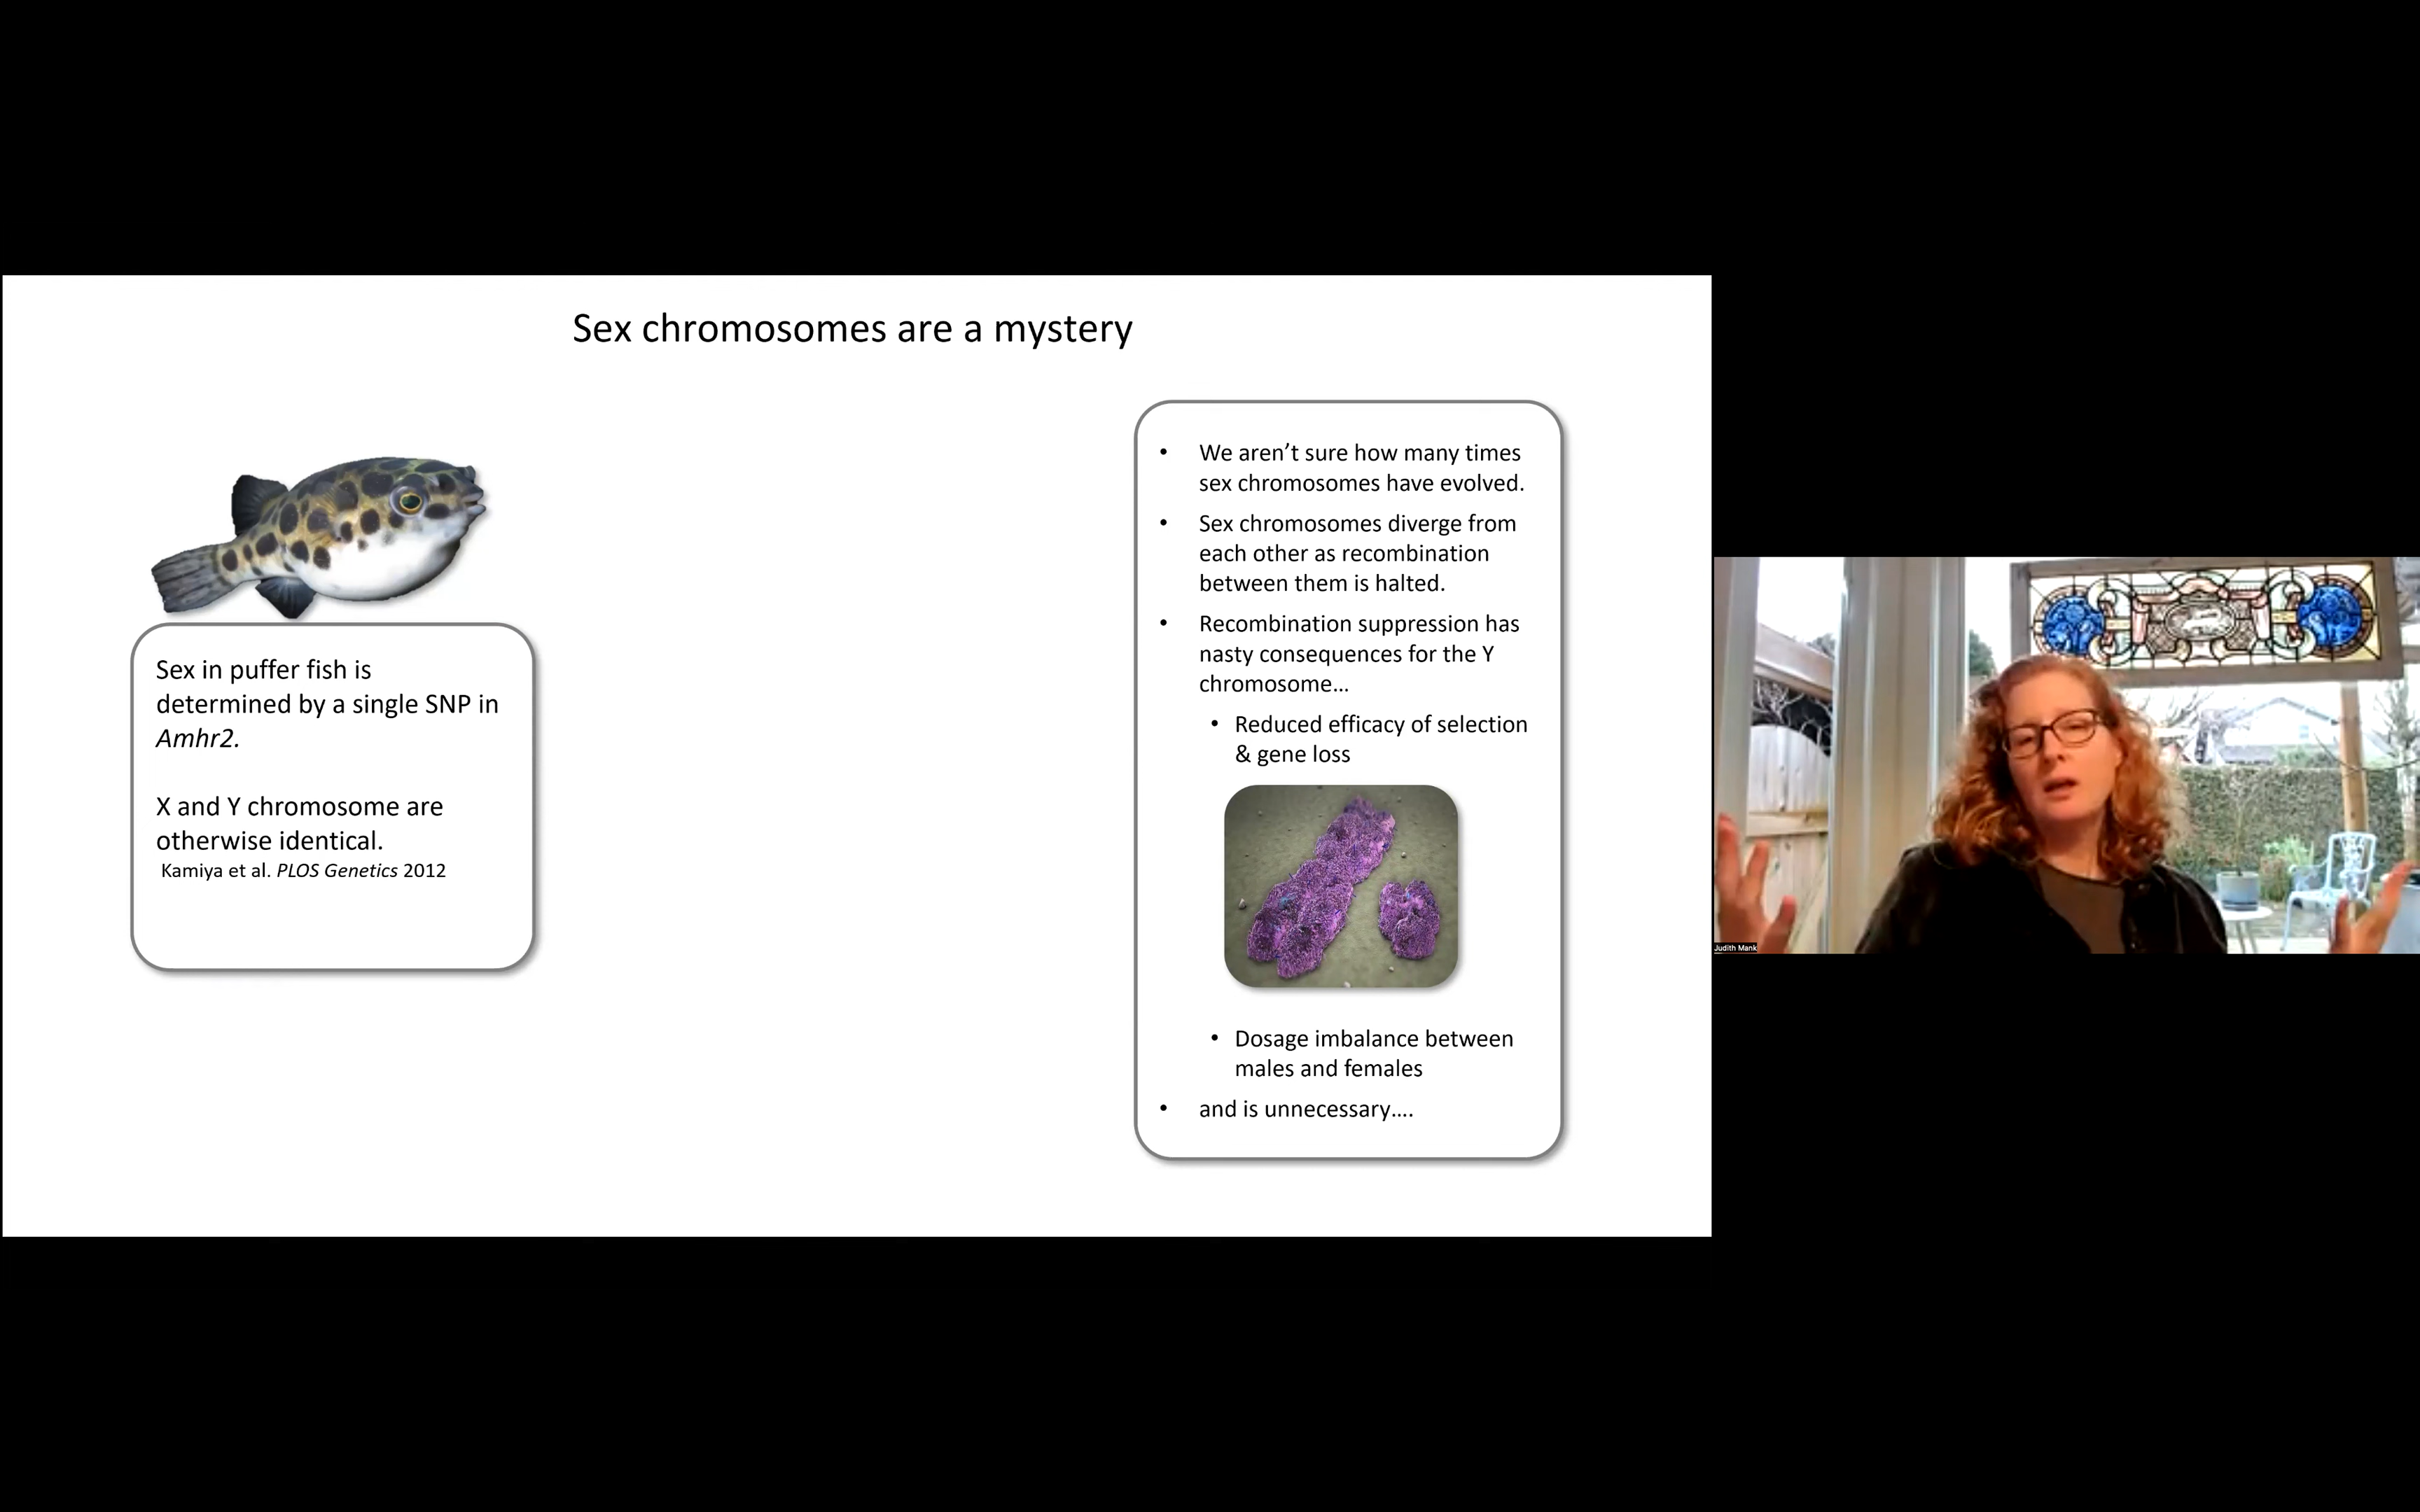 Sex chromosomes are a mystery
Sex in puffer fish is
determined by a single SNP in
Amhr2.
X and Y chromosome are
otherwise identical.
Kamiya et al. PLOS Genetics 2012
• We aren’t sure how many times
sex chromosomes have evolved.
• Sex chromosomes diverge from
each other as recombination
between them is halted.
• Recombination suppression has
nasty consequences for the Y
chromosome…
• Reduced efficacy of selection
& gene loss
• Dosage imbalance between
males and females
• and is unnecessary….
Judith Mank